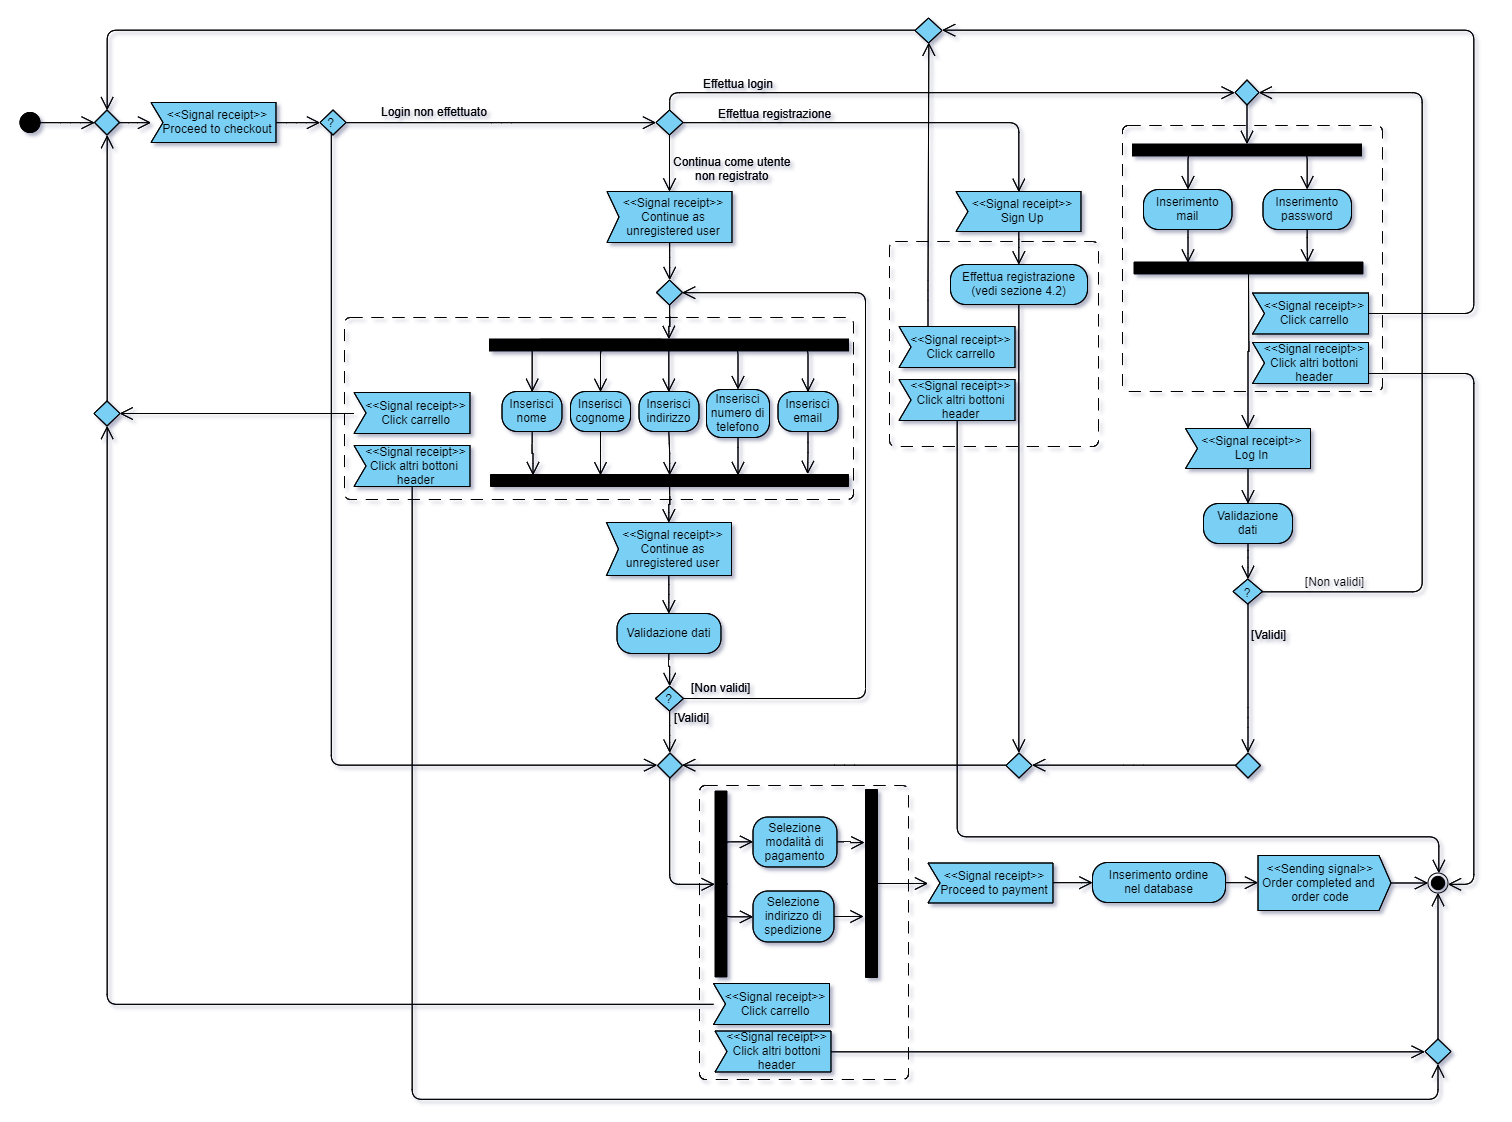 Effettua login
<<Signal receipt>>
Proceed to checkout
?
Login non effettuato
Effettua registrazione
Continua come utente
non registrato
<<Signal receipt>>
Continue as
unregistered user
<<Signal receipt>>
Sign Up
Inserimento
mail
Inserimento
password
Effettua registrazione
(vedi sezione 4.2)
<<Signal receipt>>
Click carrello
<<Signal receipt>>
Click altri bottoni
header
<<Signal receipt>>
Click carrello
<<Signal receipt>>
Click altri bottoni
header
<<Signal receipt>>
Click carrello
<<Signal receipt>>
Click altri bottoni
header
Inserisci
nome
Inserisci
cognome
Inserisci
indirizzo
Inserisci
numero di
telefono
Inserisci
email
<<Signal receipt>>
Log In
Validazione
dati
?
[Non validi]
[Validi]
<<Signal receipt>>
Continue as
unregistered user
Validazione dati
?
[Non validi]
[Validi]
Selezione
modalità di
pagamento
Selezione
indirizzo di
spedizione
<<Signal receipt>>
Proceed to payment
Inserimento ordine
nel database
<<Sending signal>>
Order completed and
order code
<<Signal receipt>>
Click carrello
<<Signal receipt>>
Click altri bottoni
header